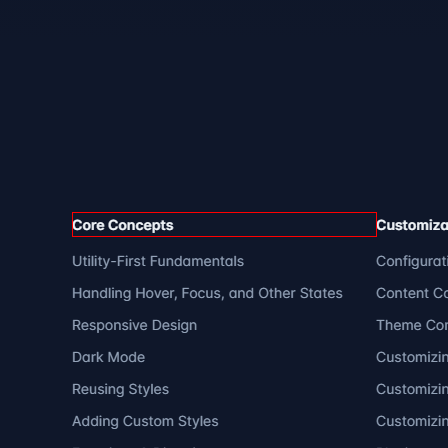 Core Concepts
Customiza
Utility-First Fundamentals
Configurat
Handling Hover, Focus, and Other States
Content Co
Responsive Design
Theme Con
Dark Mode
Customizin
Reusing Styles
Customizin
Adding Custom Styles
Customizin